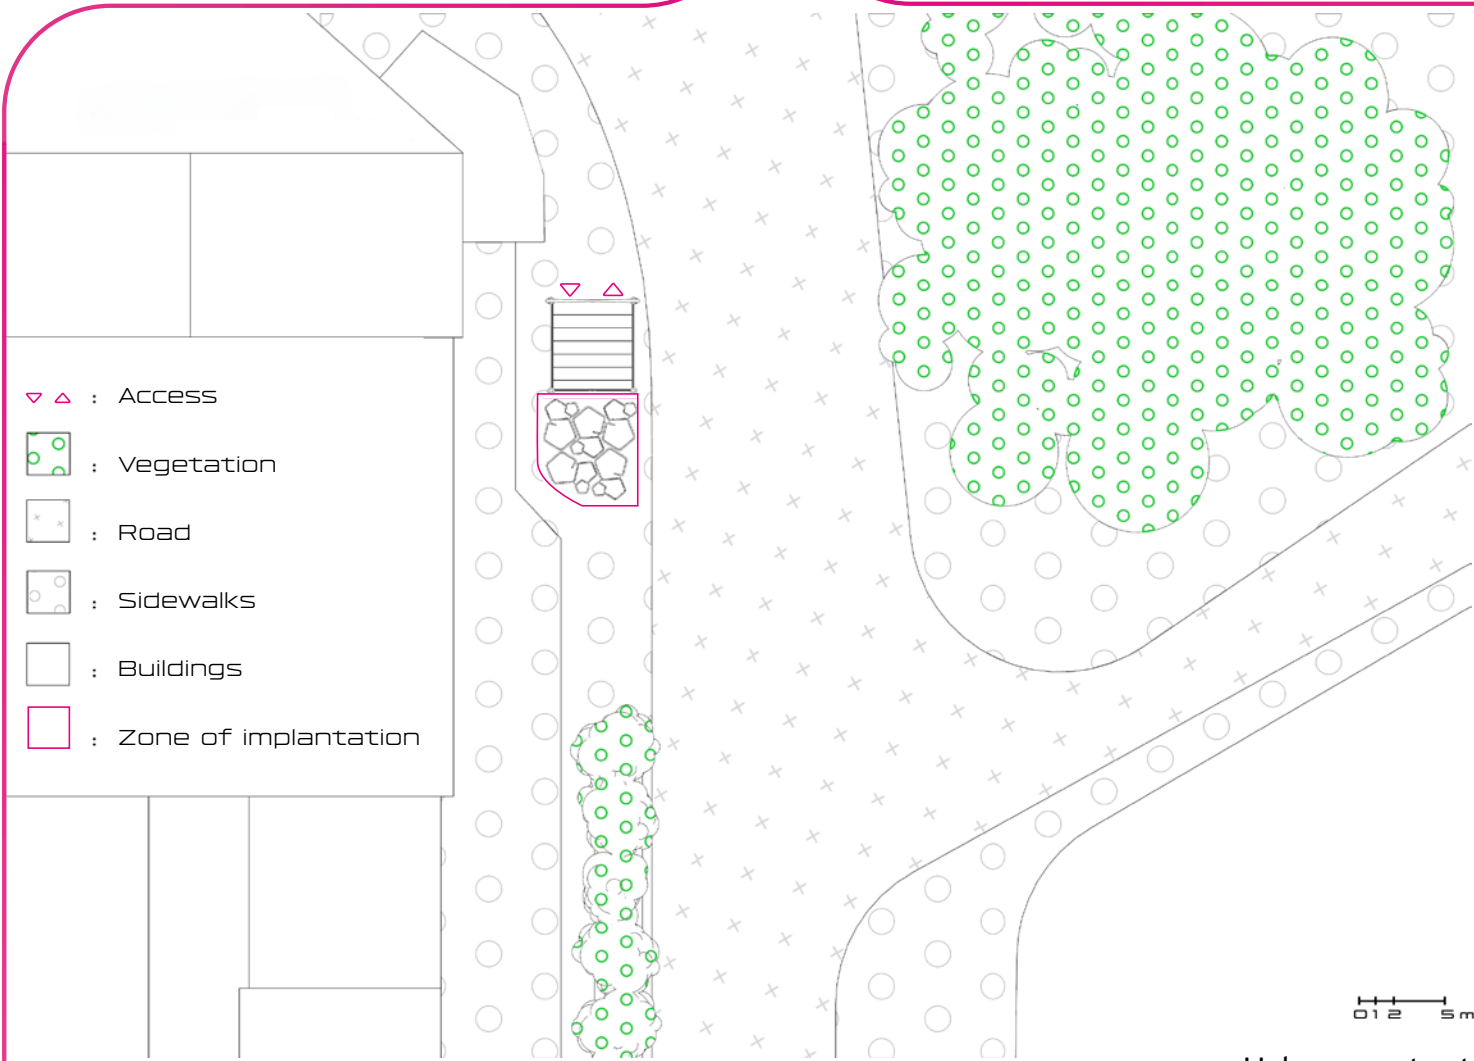 : Access
: Vegetation
: Road
: Sidewalks
: Buildings
: Zone of implantation
0 1 2 5 m